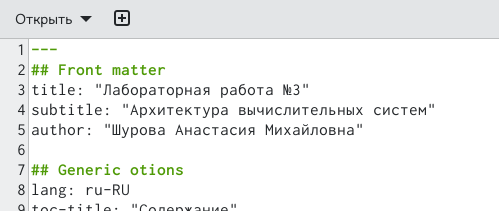 Открыть
1 ---
2 ## Front matter
3 title: "Лабораторная работа №3"
4 subtitle: "Архитектура вычислительных систем"
5 author: "Шурова Анастасия Михайловна"
6
7 ## Generic otions
8 lang: ru-RU
9 toc-title: "Содержание"